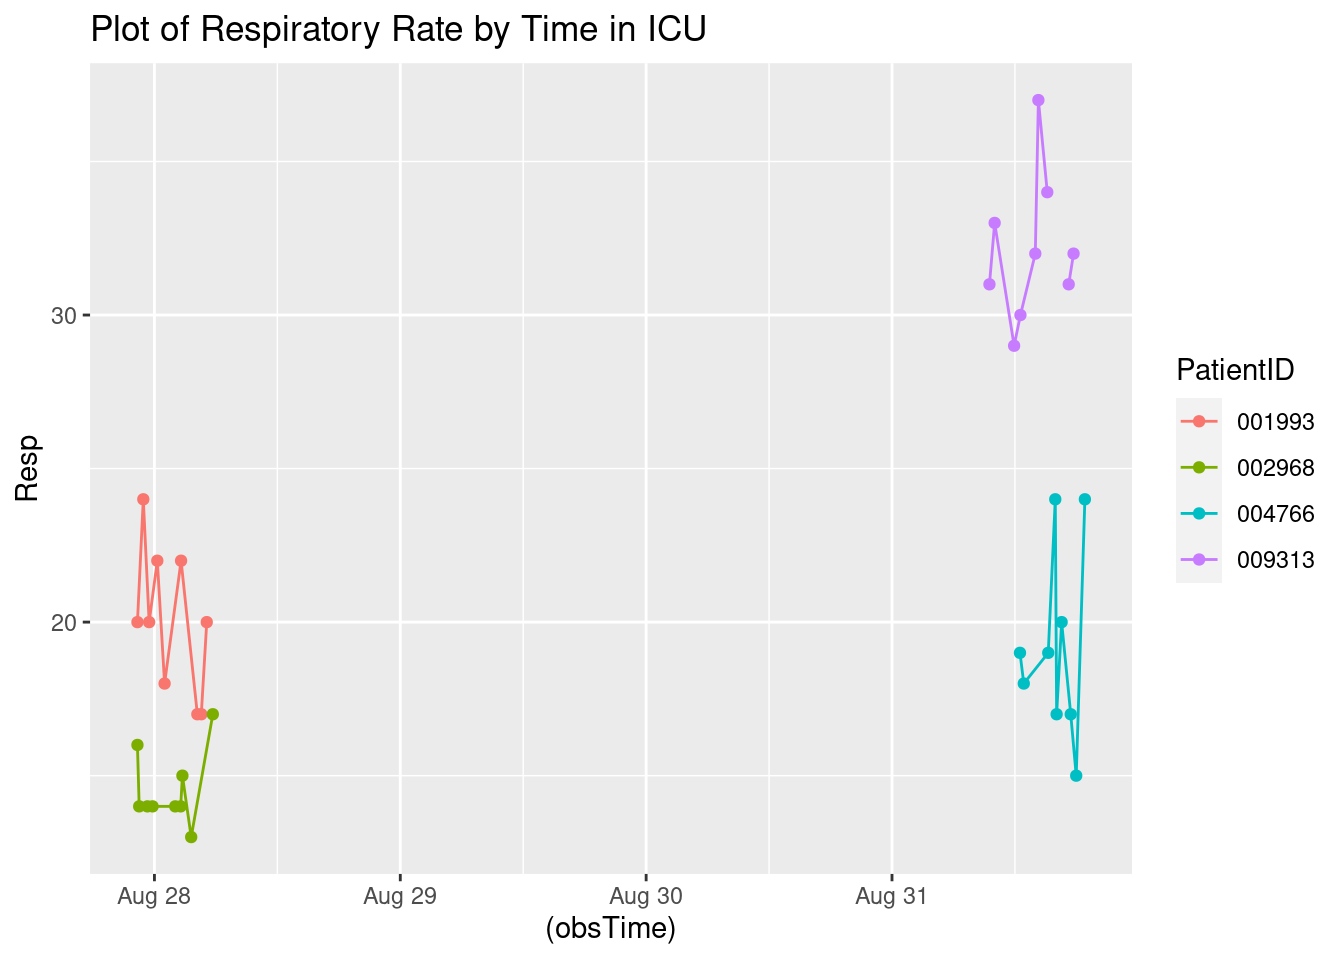 Plot of Respiratory Rate by Time in ICU
30
20
Resp
Aug 28
Aug 29
Aug 30
Aug 31
(obsTime)
PatientID
001993
002968
004766
009313